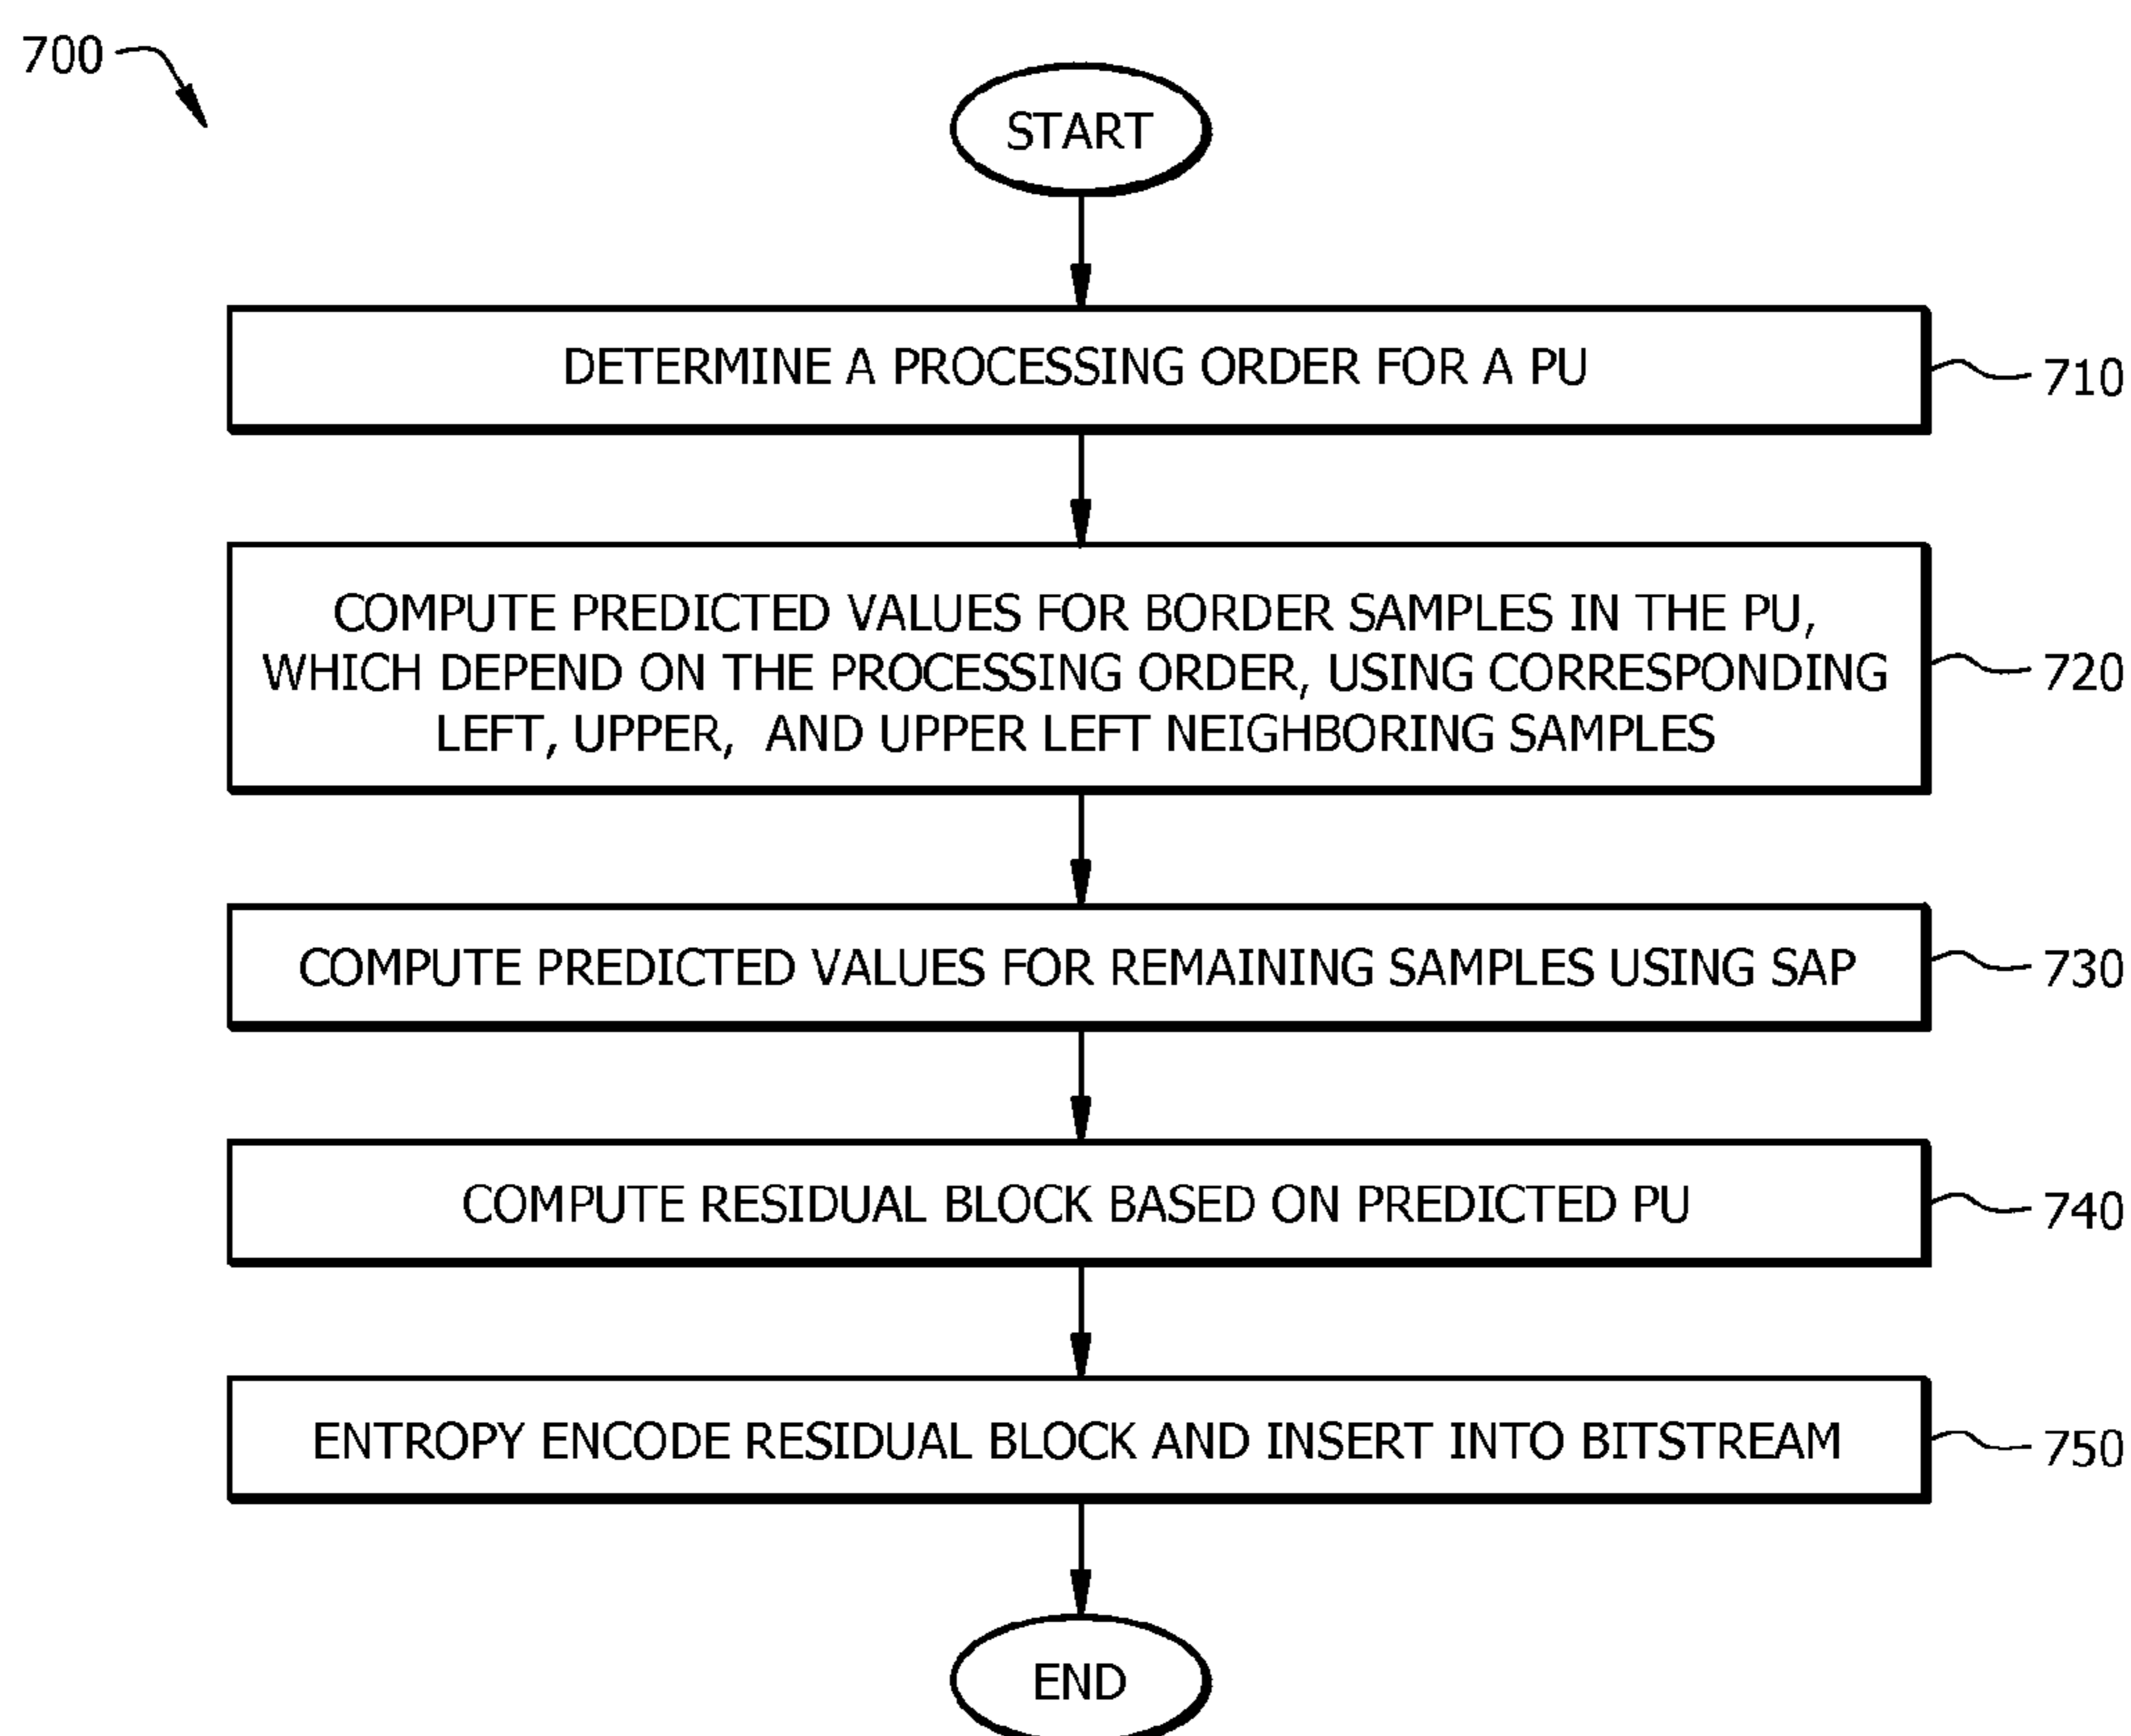 700
START
DETERMINE A PROCESSING ORDER FOR A PU
710
COMPUTE PREDICTED VALUES FOR BORDER SAMPLES IN THE PU,
WHICH DEPEND ON THE PROCESSING ORDER, USING CORRESPONDING
LEFT, UPPER, AND UPPER LEFT NEIGHBORING SAMPLES
720
COMPUTE PREDICTED VALUES FOR REMAINING SAMPLES USING SAP
730
COMPUTE RESIDUAL BLOCK BASED ON PREDICTED PU
740
ENTROPY ENCODE RESIDUAL BLOCK AND INSERT INTO BITSTREAM
750
END